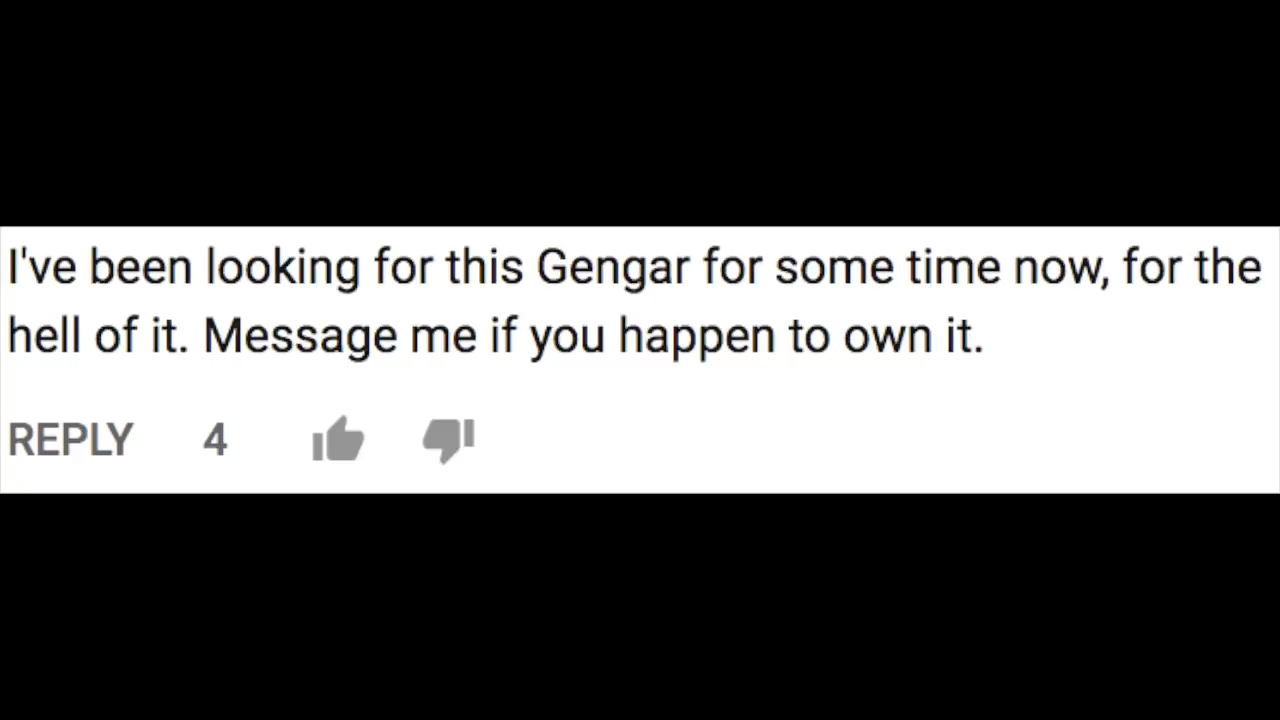 I've been looking for this Gengar for some time now, for the
hell of it. Message me if you happen to own it.
REPLY 4